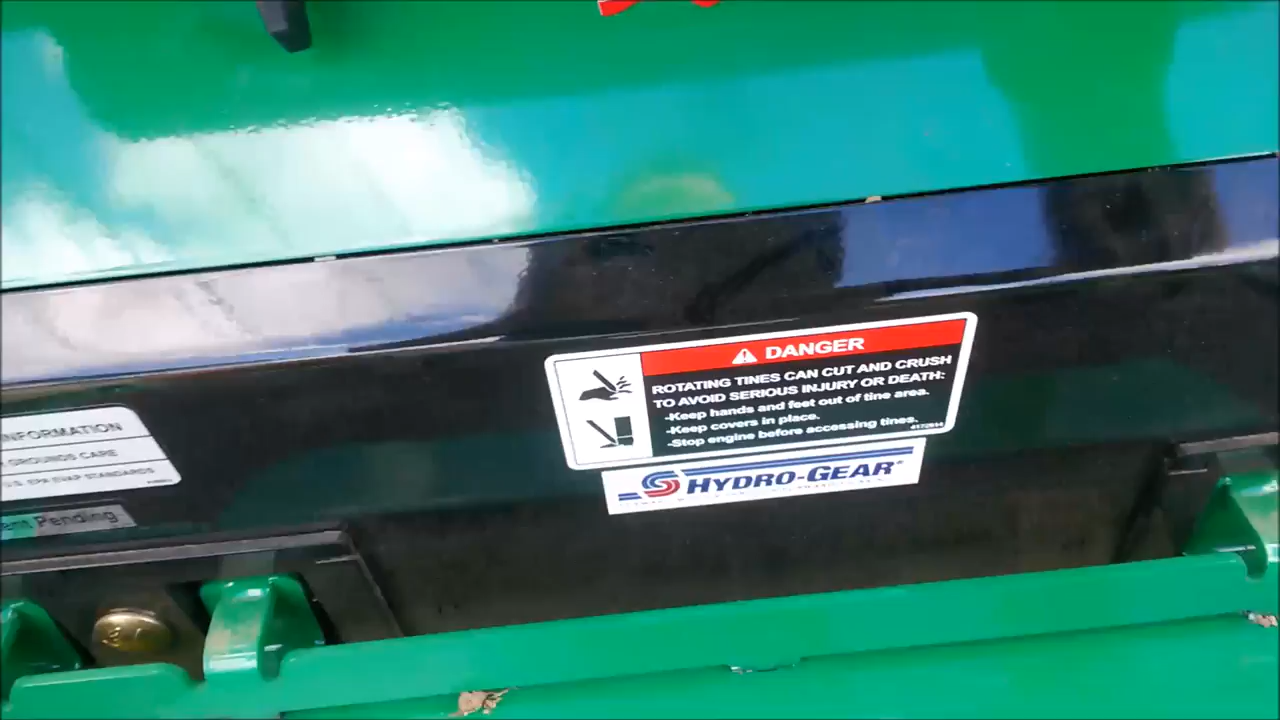 DANGER
ROTATING TINES CAN CUT AND CRUSH
TO AVOID SERIOUS INJURY OR DEATH:
-Keep hands and feet out of tine area.
-Keep covers in place.
-Stop engine before accessing tines.
HYDRO-GEAR
INFORMATION
GROUNDS CARE
EPA EVAP STANDARDS
Pending